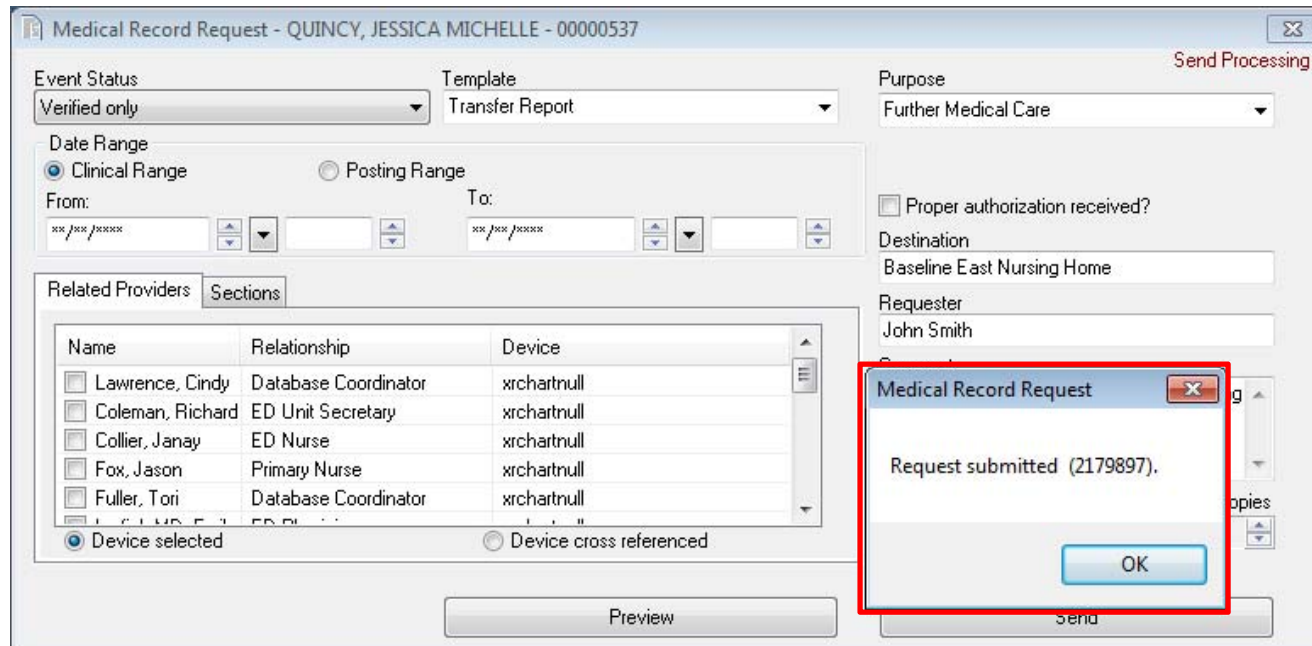 Medical Record Request - QUINCY, JESSICA MICHELLE - 00000537
Send Processing
Event Status
Verified only
Template
Transfer Report
Purpose
Further Medical Care
Date Range
Clinical Range
Posting Range
From:
**/**/****
To:
**/**/****
Proper authorization received?
Destination
Baseline East Nursing Home
Requester
John Smith
Related Providers
Sections
Name Relationship Device
Lawrence, Cindy Database Coordinator xrchartnull
Coleman, Richard ED Unit Secretary xrchartnull
Collier, Janay ED Nurse xrchartnull
Fox, Jason Primary Nurse xrchartnull
Fuller, Tori Database Coordinator xrchartnull
Device selected
Device cross referenced
Medical Record Request
Request submitted (2179897).
OK
Preview
Send